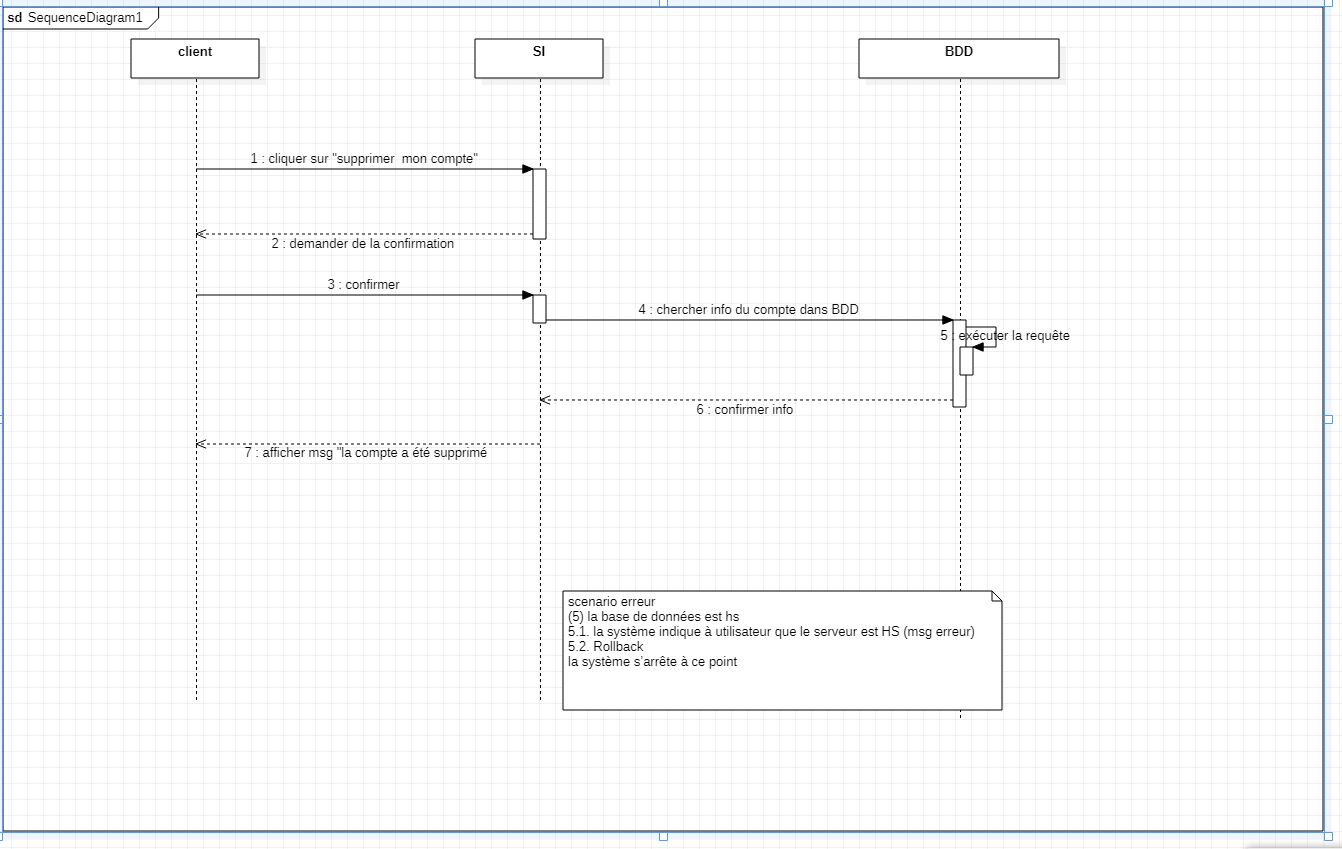 sd SequenceDiagram1
client
SI
BDD
1 : cliquer sur "supprimer  mon compte"
2 : demander de la confirmation
3 : confirmer
4 : chercher info du compte dans BDD
5 : exécuter la requête
6 : confirmer info
7 : afficher msg "la compte a été supprimé
scenario erreur
(5) la base de données est hs
5.1. la système indique à utilisateur que le serveur est HS (msg erreur)
5.2. Rollback
la système s'arrête à ce point